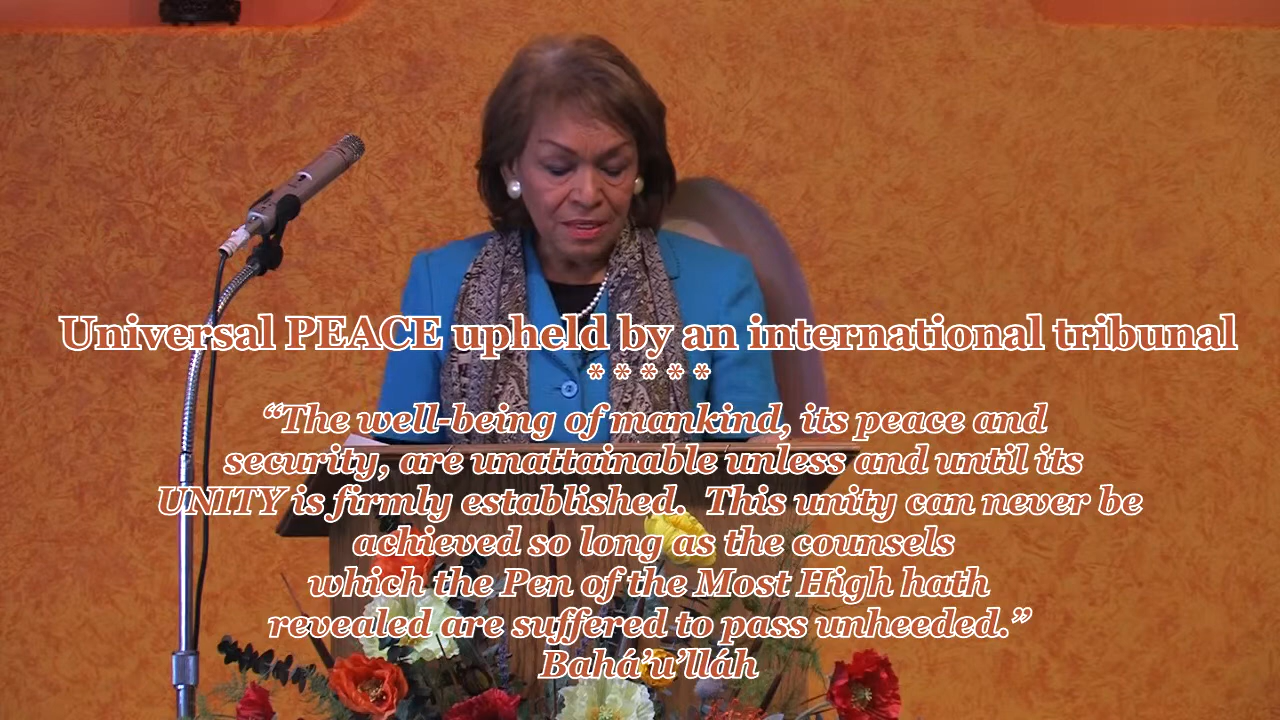 Universal PEACE upheld by an international tribunal
* * * * *
“The well-being of mankind, its peace and
security, are unattainable unless and until its
UNITY is firmly established.  This unity can never be
achieved so long as the counsels
which the Pen of the Most High hath
revealed are suffered to pass unheeded.”
Bahá’u’lláh